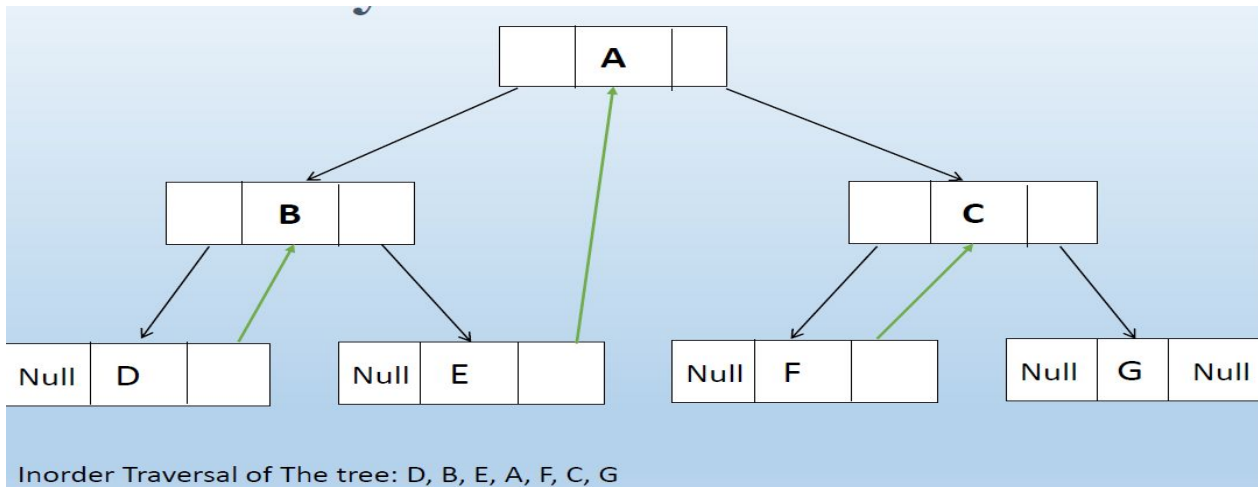 A
B
C
Null D
Null E
Null F
Null G Null
Inorder Traversal of The tree: D, B, E, A, F, C, G